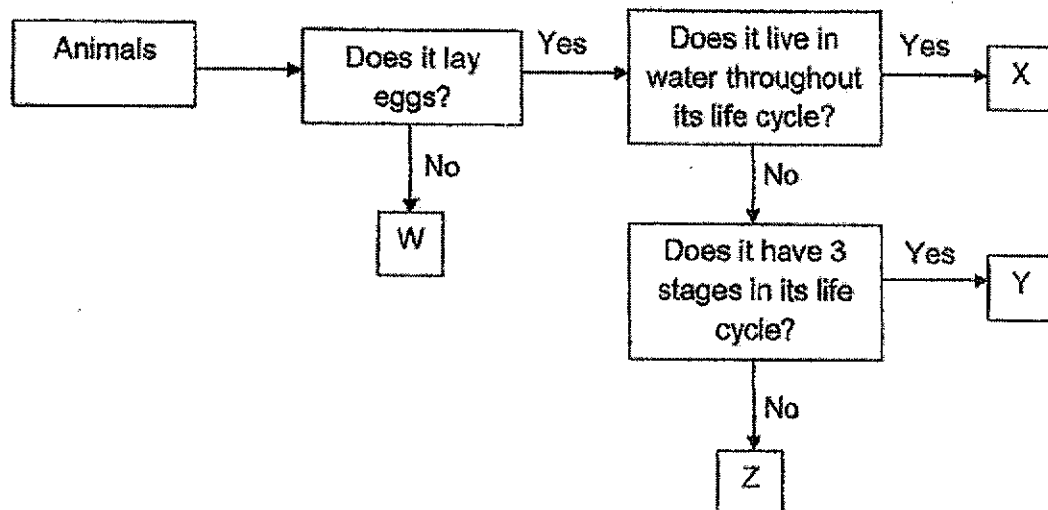 Animals
Does it lay
eggs?
Yes
Does it live in
water throughout
its life cycle?
Yes
X
No
W
No
Does it have 3
stages in its life
cycle?
Yes
Y
No
Z